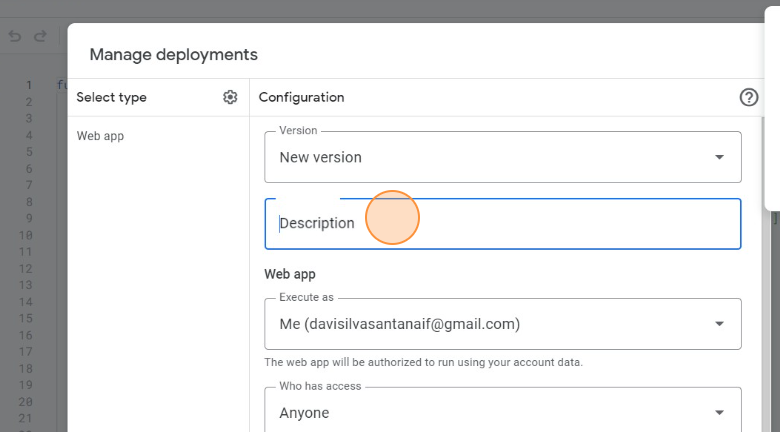 Manage deployments
Select type
Configuration
Web app
Version
New version
Description
Web app
Execute as
Me (davisilvasantanaif@gmail.com)
The web app will be authorized to run using your account data.
Who has access
Anyone
1
fu
2
3
4
5
6
7
8
9
10
11
12
13
14
15
16
17
18
19
20
21
]